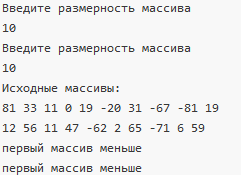 Введите размерность массива
10
Введите размерность массива
10
Исходные массивы:
81 33 11 0 19 -20 31 -67 -81 19
12 56 11 47 -62 2 65 -71 6 59
первый массив меньше
первый массив меньше